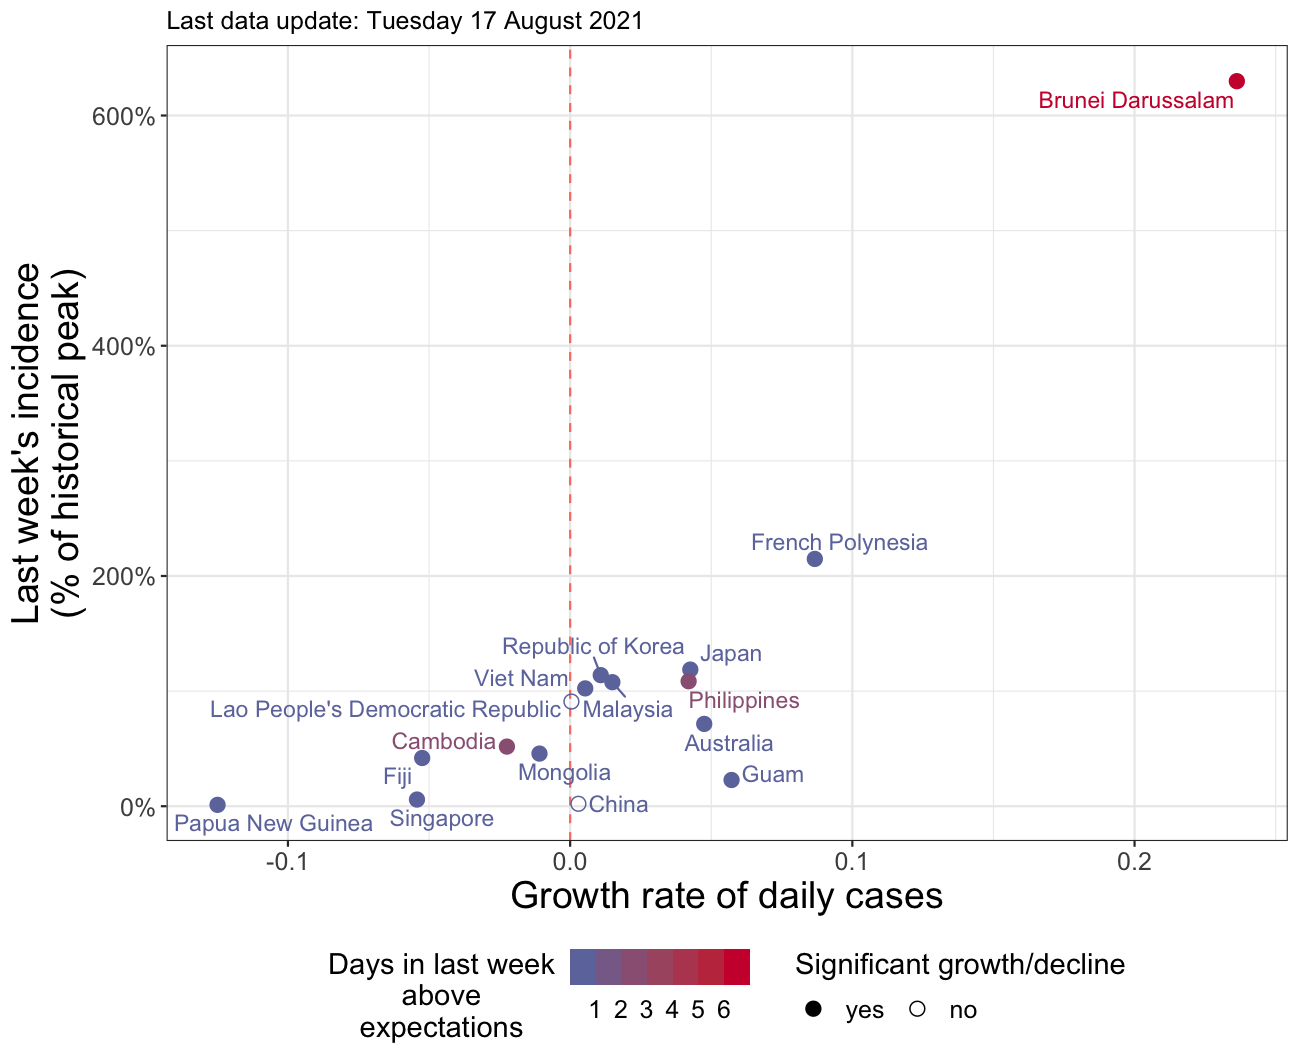 Last data update: Tuesday 17 August 2021
Last week's incidence
(% of historical peak)
600%
400%
200%
0%
Brunei Darussalam
French Polynesia
Republic of Korea
Japan
Viet Nam
Philippines
Lao People's Democratic Republic
Malaysia
Cambodia
Australia
Fiji
Mongolia
Guam
China
Papua New Guinea
Singapore
-0.1 0.0 0.1 0.2
Growth rate of daily cases
Days in last week
above
expectations
1 2 3 4 5 6
Significant growth/decline
yes no